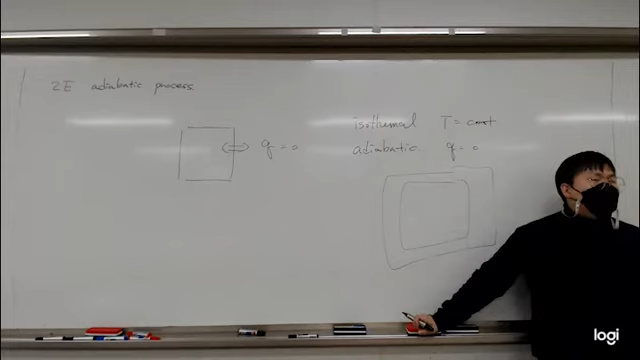 2E adiabatic process
q = 0
isothermal T = const
adiabatic q = 0
logi